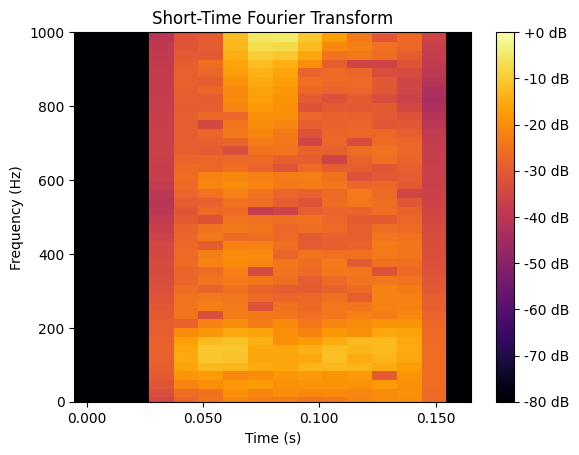 Short-Time Fourier Transform
Frequency (Hz)
1000
800
600
400
200
0
0.000
0.050
0.100
0.150
Time (s)
+0 dB
-10 dB
-20 dB
-30 dB
-40 dB
-50 dB
-60 dB
-70 dB
-80 dB